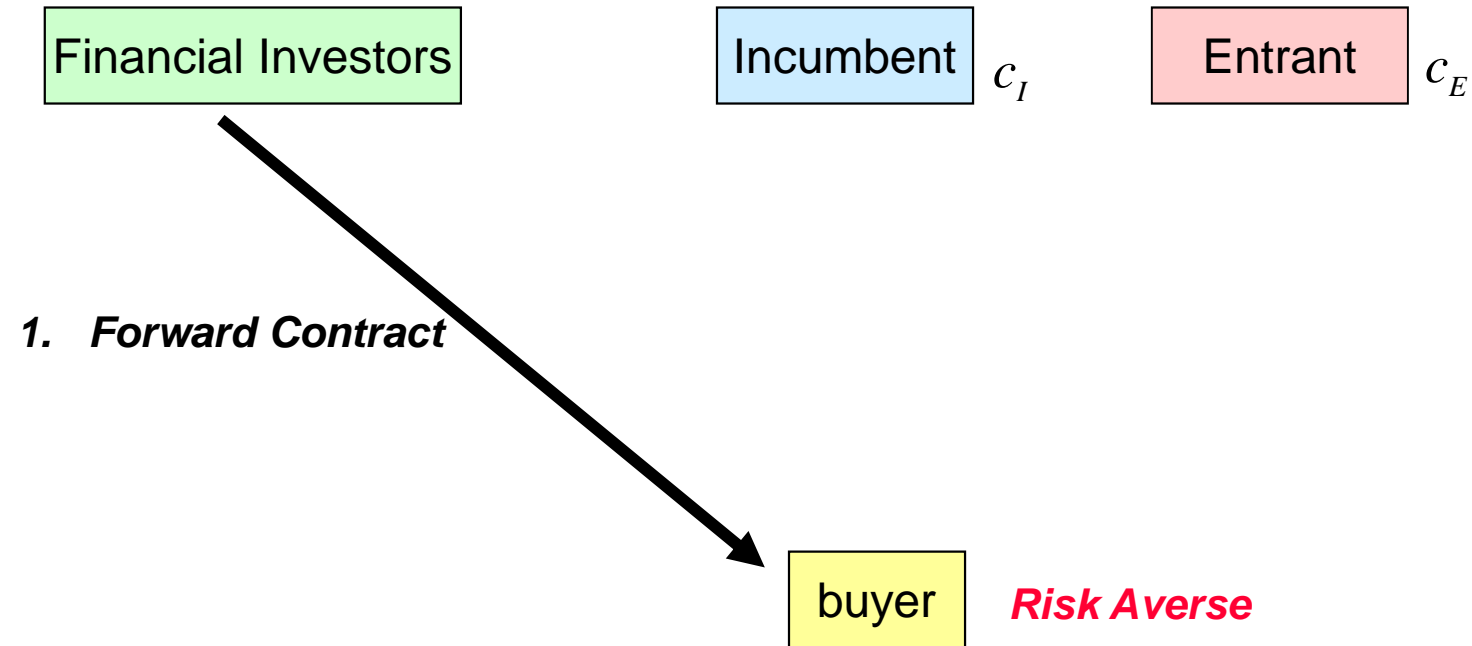 Financial Investors
Incumbent
c_I
Entrant
c_E
1. Forward Contract
buyer
Risk Averse